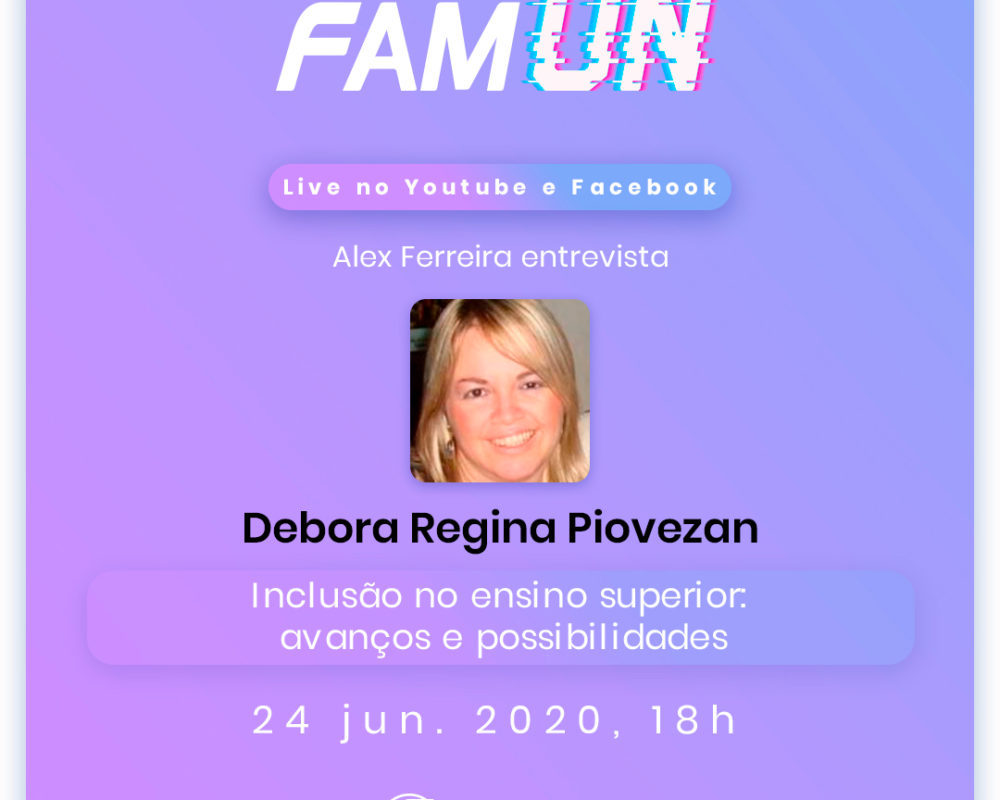 FAMUN
Live no Youtube e Facebook
Alex Ferreira entrevista
Debora Regina Piovezan
Inclusão no ensino superior:
avanços e possibilidades
24 jun. 2020, 18h